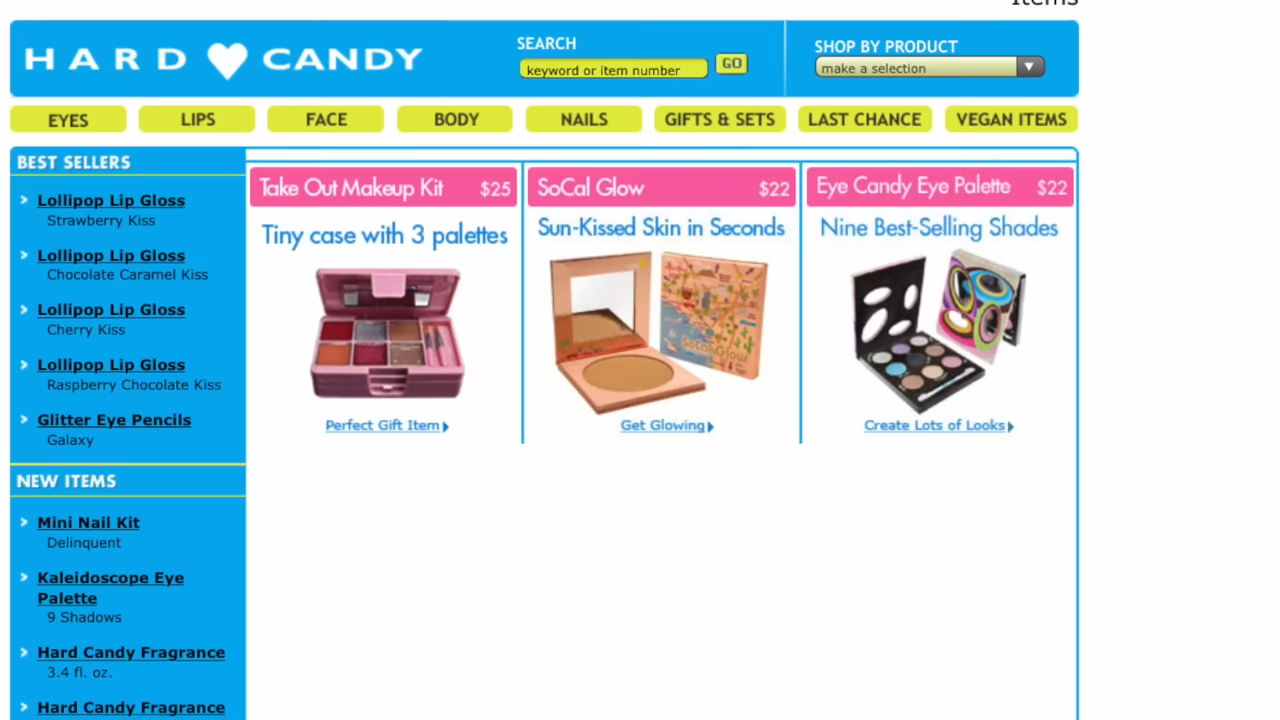 Items
HARD CANDY
SEARCH
keyword or item number
GO
SHOP BY PRODUCT
make a selection
EYES
LIPS
FACE
BODY
NAILS
GIFTS & SETS
LAST CHANCE
VEGAN ITEMS
BEST SELLERS
Lollipop Lip Gloss
Strawberry Kiss
Lollipop Lip Gloss
Chocolate Caramel Kiss
Lollipop Lip Gloss
Cherry Kiss
Lollipop Lip Gloss
Raspberry Chocolate Kiss
Glitter Eye Pencils
Galaxy
NEW ITEMS
Mini Nail Kit
Delinquent
Kaleidoscope Eye
Palette
9 Shadows
Hard Candy Fragrance
3.4 fl. oz.
Hard Candy Fragrance
Take Out Makeup Kit $25
Tiny case with 3 palettes
Perfect Gift Item
SoCal Glow $22
Sun-Kissed Skin in Seconds
SoCal Glow
Get Glowing
Eye Candy Eye Palette $22
Nine Best-Selling Shades
Create Lots of Looks